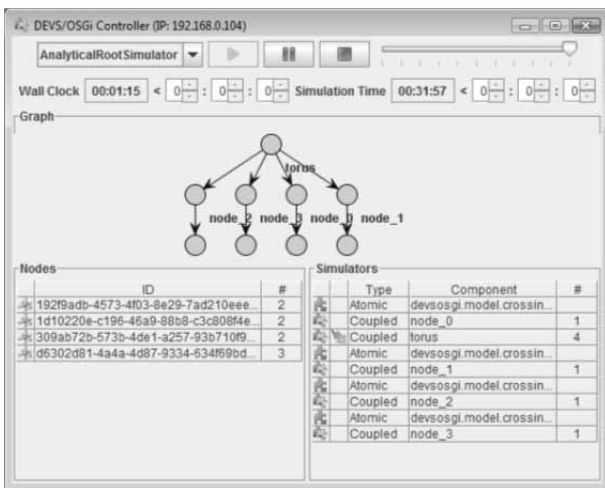 DEVS/OSGi Controller (IP: 192.168.0.104)
AnalyticalRootSimulator
Wall Clock 00:01:15 < 0 : 0 : 0 Simulation Time 00:31:57 < 0 : 0 : 0
Graph
torus
node_2 node_3 node_0 node_1
Nodes
ID #
192f9adb-4573-4f03-8e29-7ad210eee... 2
1d10220e-c196-46a9-88b8-c3c808f4e... 2
309ab72b-573b-4de1-a257-93b710f9... 2
d6302d81-4a4a-4d87-9334-634f69bd... 3
Simulators
Type Component #
Atomic devsosgi.model.crossin...
Coupled node_0 1
Coupled torus 4
Atomic devsosgi.model.crossin...
Coupled node_1 1
Atomic devsosgi.model.crossin...
Coupled node_2 1
Atomic devsosgi.model.crossin...
Coupled node_3 1